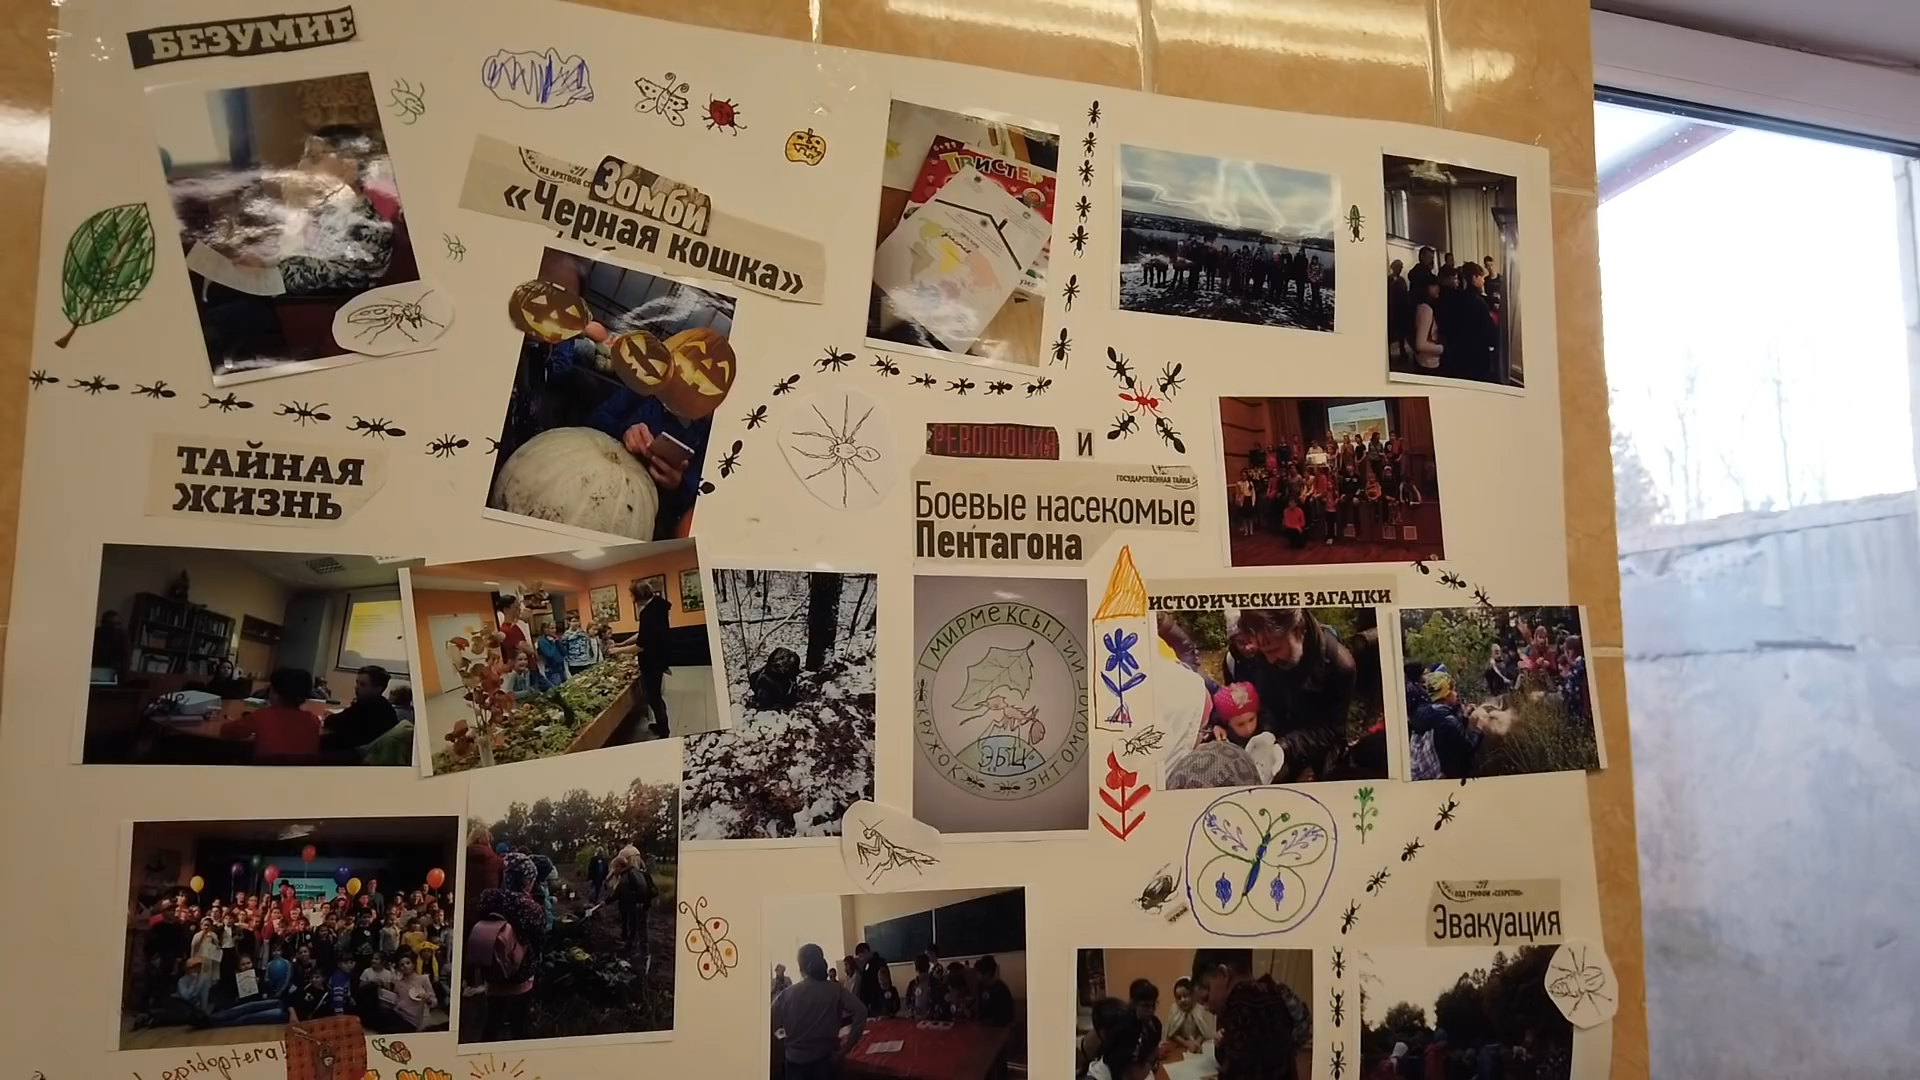 БЕЗУМИЕ
Зомби
«Черная кошка»
ТВИСТЕР
ТАЙНАЯ
ЖИЗНЬ
РЕВОЛЮЦИЯ И
ГОСУДАРСТВЕННАЯ ТАЙНА
Боевые насекомые
Пентагона
ИСТОРИЧЕСКИЕ ЗАГАДКИ
МИРМЕКСЫ
ЭБЦ
КРУЖОК ЭНТОМОЛОГИИ
ПОД ГРИФОМ «СЕКРЕТНО»
Эвакуация
Lepidoptera!